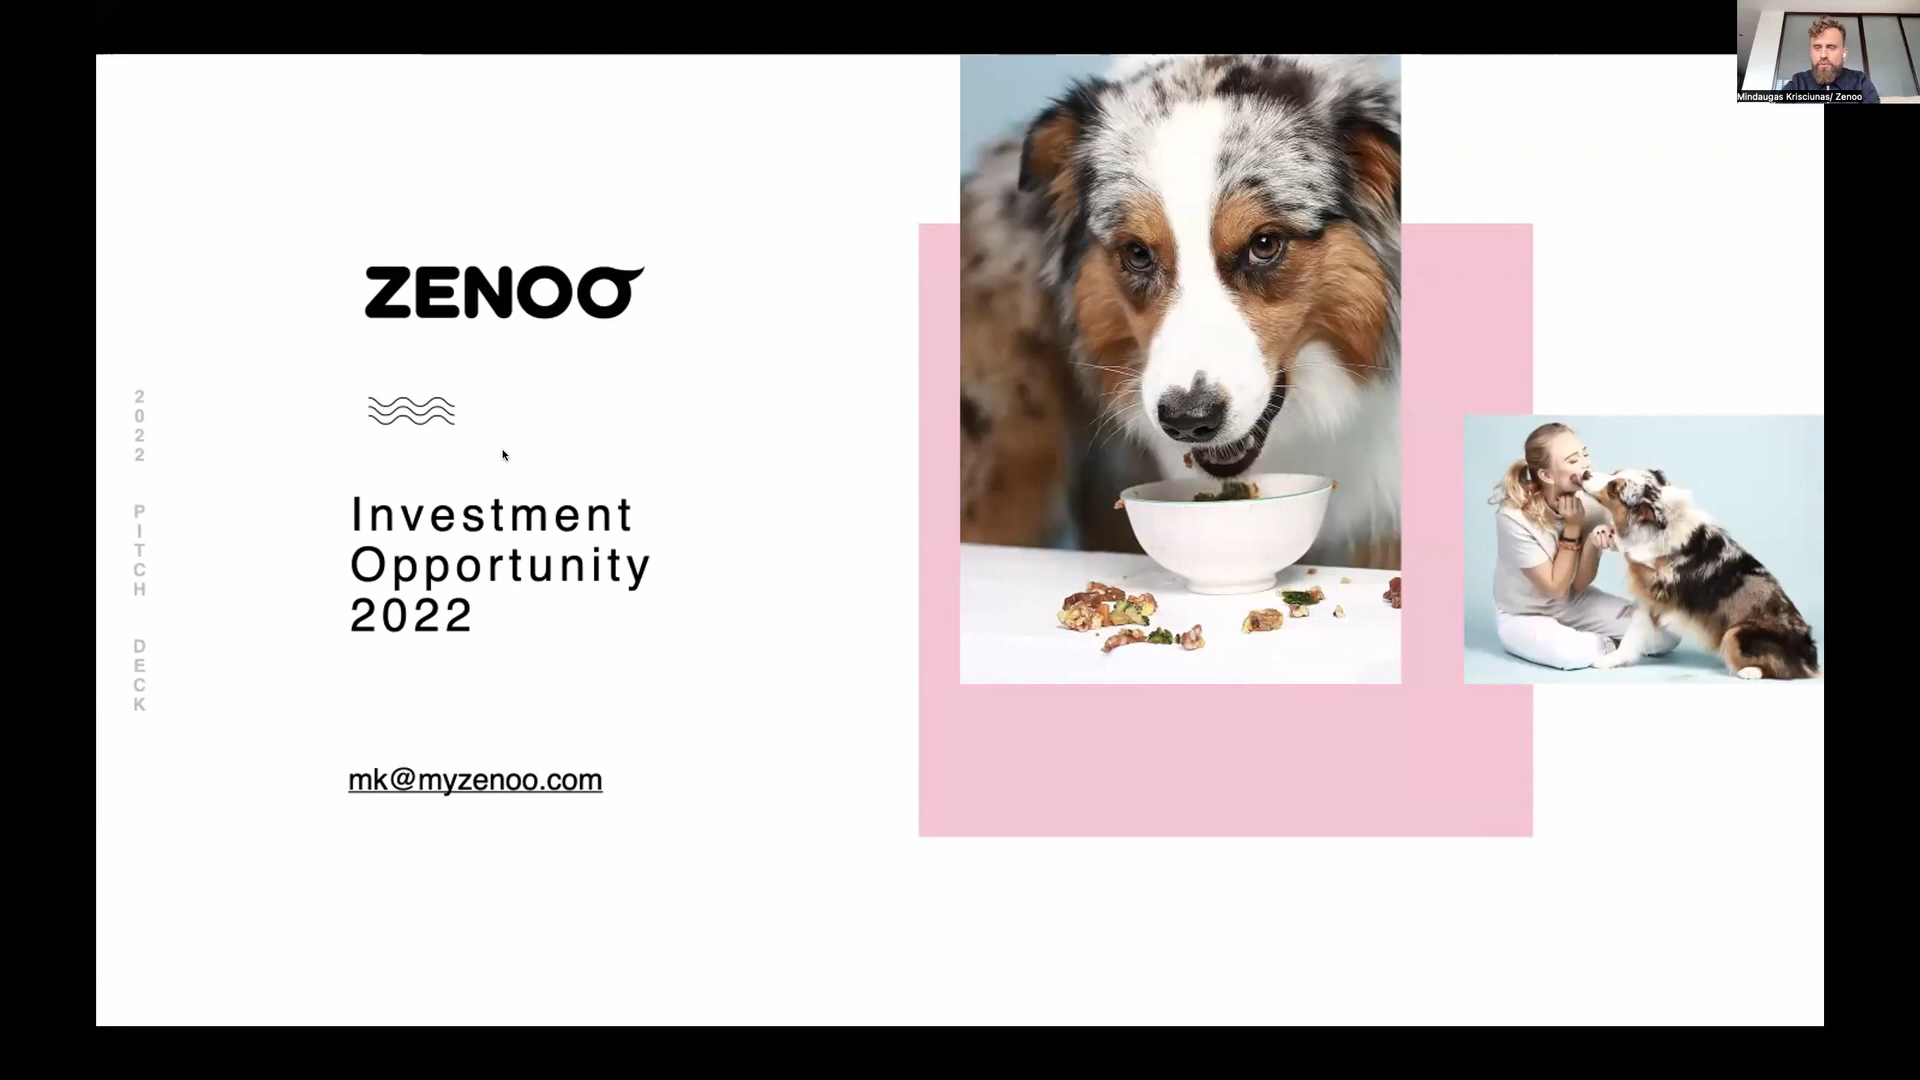 Mindaugas Krisciunas/ Zenoo
ZENOO
2022 PITCH DECK
Investment
Opportunity
2022
mk@myzenoo.com